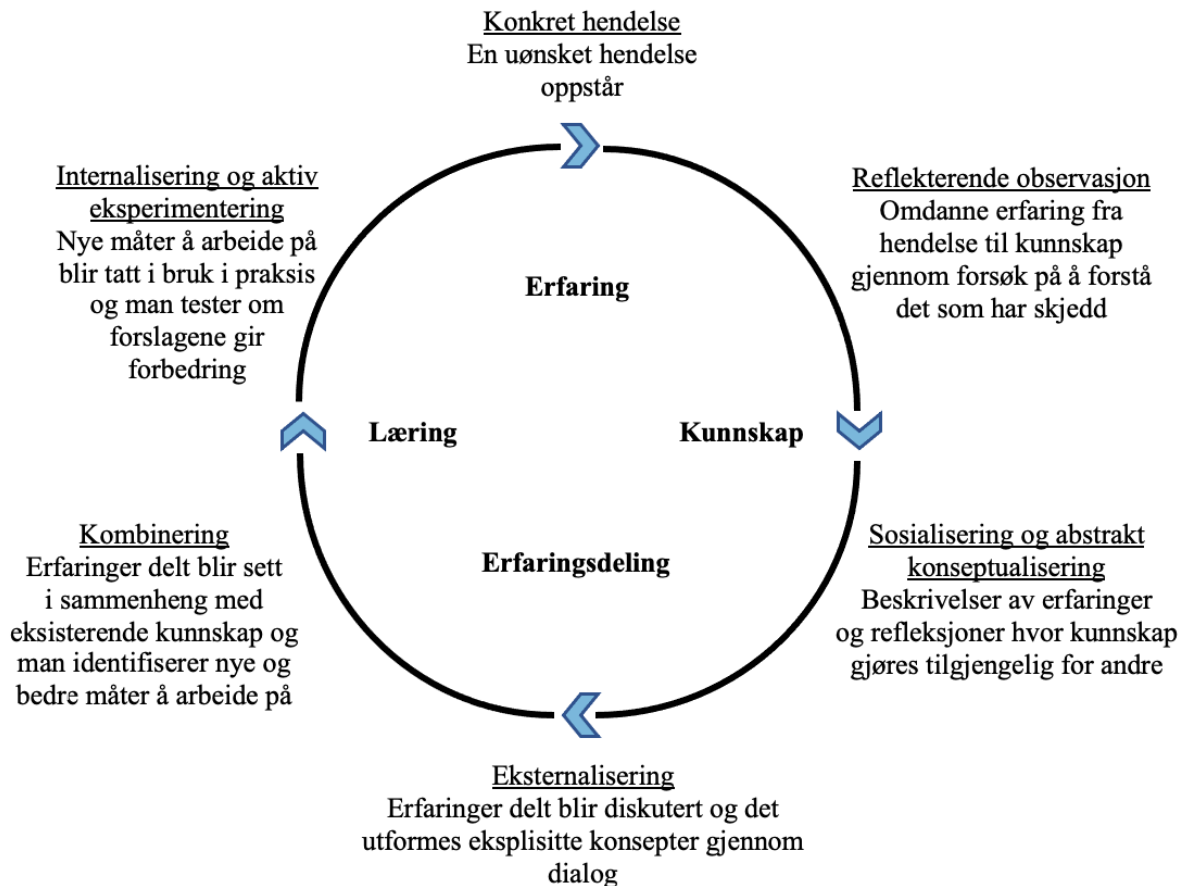 Konkret hendelse
En uønsket hendelse
oppstår
Reflekterende observasjon
Omdanne erfaring fra
hendelse til kunnskap
gjennom forsøk på å forstå
det som har skjedd
Sosialisering og abstrakt
konseptualisering
Beskrivelser av erfaringer
og refleksjoner hvor kunnskap
gjøres tilgjengelig for andre
Eksternalisering
Erfaringer delt blir diskutert og det
utformes eksplisitte konsepter gjennom
dialog
Kombinering
Erfaringer delt blir sett
i sammenheng med
eksisterende kunnskap og
man identifiserer nye og
bedre måter å arbeide på
Internalisering og aktiv
eksperimentering
Nye måter å arbeide på
blir tatt i bruk i praksis
og man tester om
forslagene gir
forbedring
Erfaring
Kunnskap
Erfaringsdeling
Læring